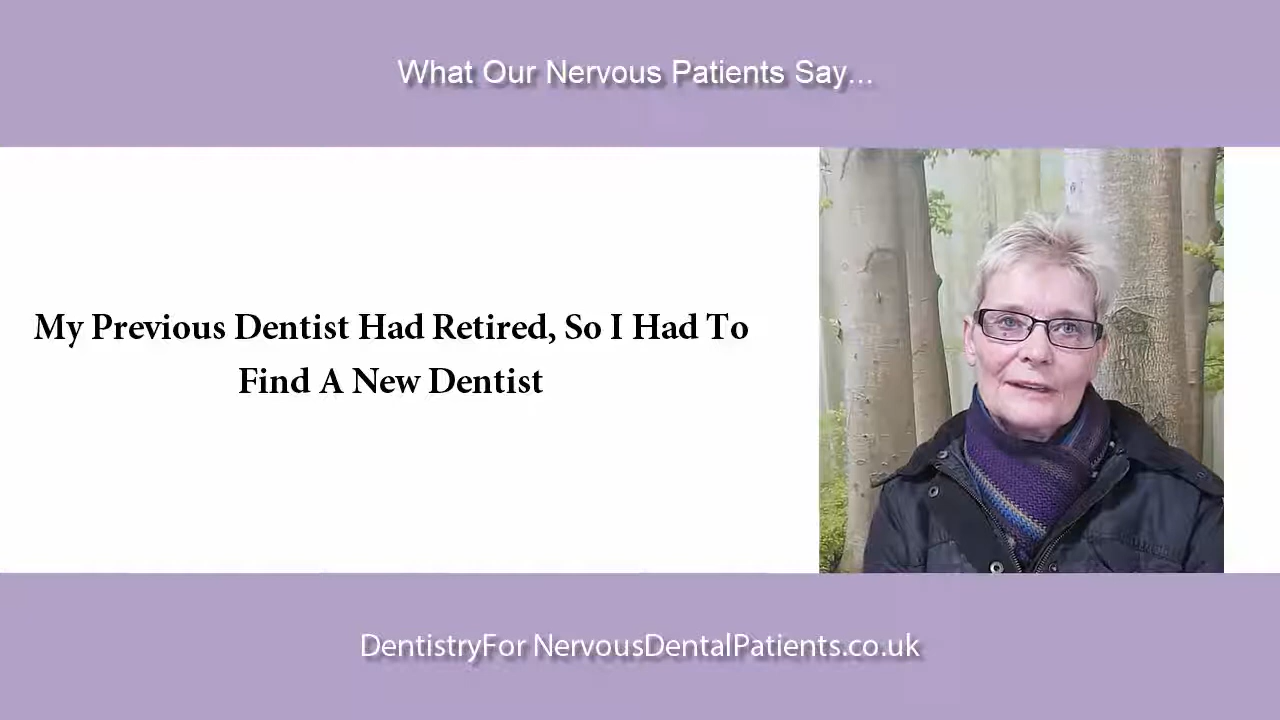 What Our Nervous Patients Say...
My Previous Dentist Had Retired, So I Had To
Find A New Dentist
DentistryFor NervousDentalPatients.co.uk